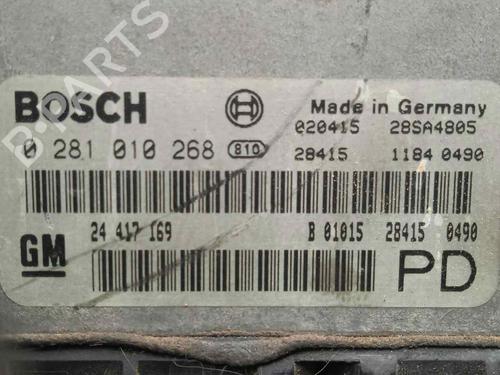 B-PARTS
BOSCH
Made in Germany
020415 28SA4805
0 281 010 268 810 28415 1184 0490
24 417 169 B 01015 28415 0490
GM PD